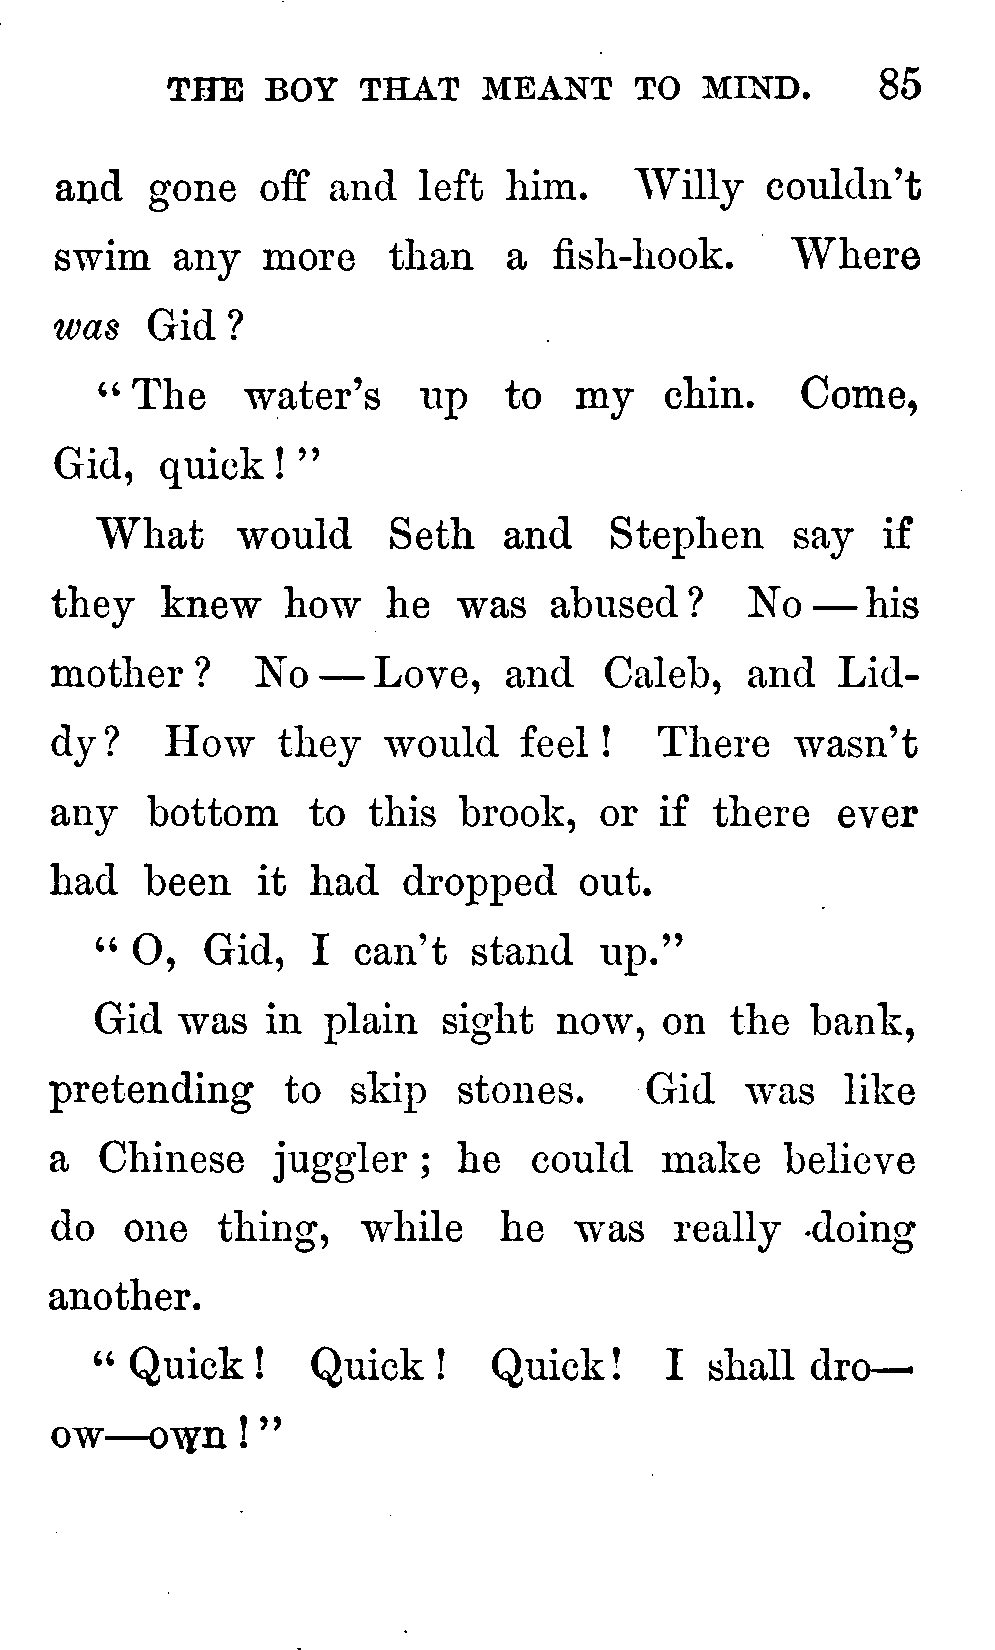 THE BOY THAT MEANT TO MIND. 85
and gone off and left him. Willy couldn't
swim any more than a fish-hook. Where
was Gid?
"The water's up to my chin. Come,
Gid, quick!"
What would Seth and Stephen say if
they knew how he was abused? No—his
mother? No—Love, and Caleb, and Lid-
dy? How they would feel! There wasn't
any bottom to this brook, or if there ever
had been it had dropped out.
"O, Gid, I can't stand up."
Gid was in plain sight now, on the bank,
pretending to skip stones. Gid was like
a Chinese juggler; he could make believe
do one thing, while he was really doing
another.
"Quick! Quick! Quick! I shall dro—
ow—own!"